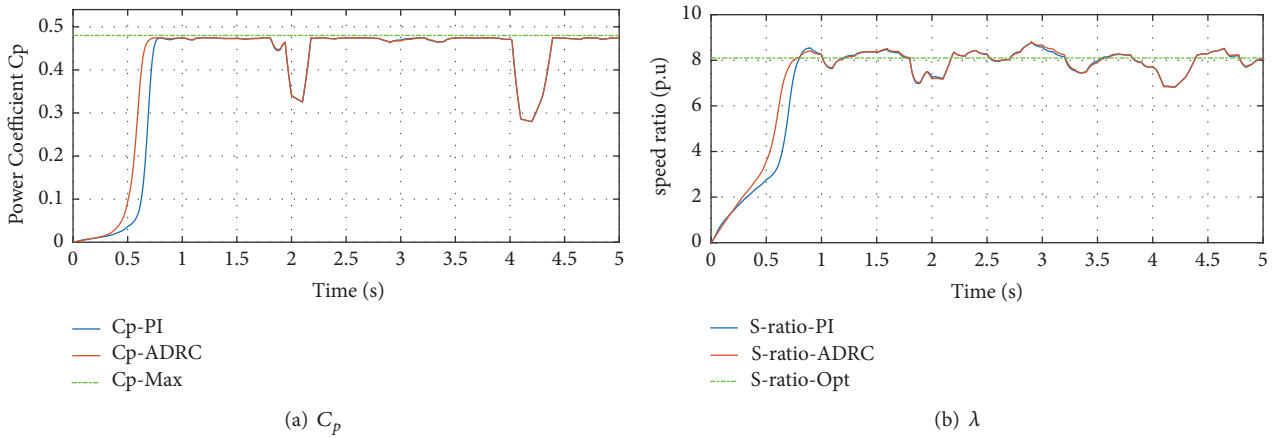 0.5
0.4
0.3
0.2
0.1
0
Power Coefficient Cp
0 0.5 1 1.5 2 2.5 3 3.5 4 4.5 5
Time (s)
Cp-PI
Cp-ADRC
Cp-Max
(a) Cp
10
8
6
4
2
0
speed ratio (p.u)
0 0.5 1 1.5 2 2.5 3 3.5 4 4.5 5
Time (s)
S-ratio-PI
S-ratio-ADRC
S-ratio-Opt
(b) λ